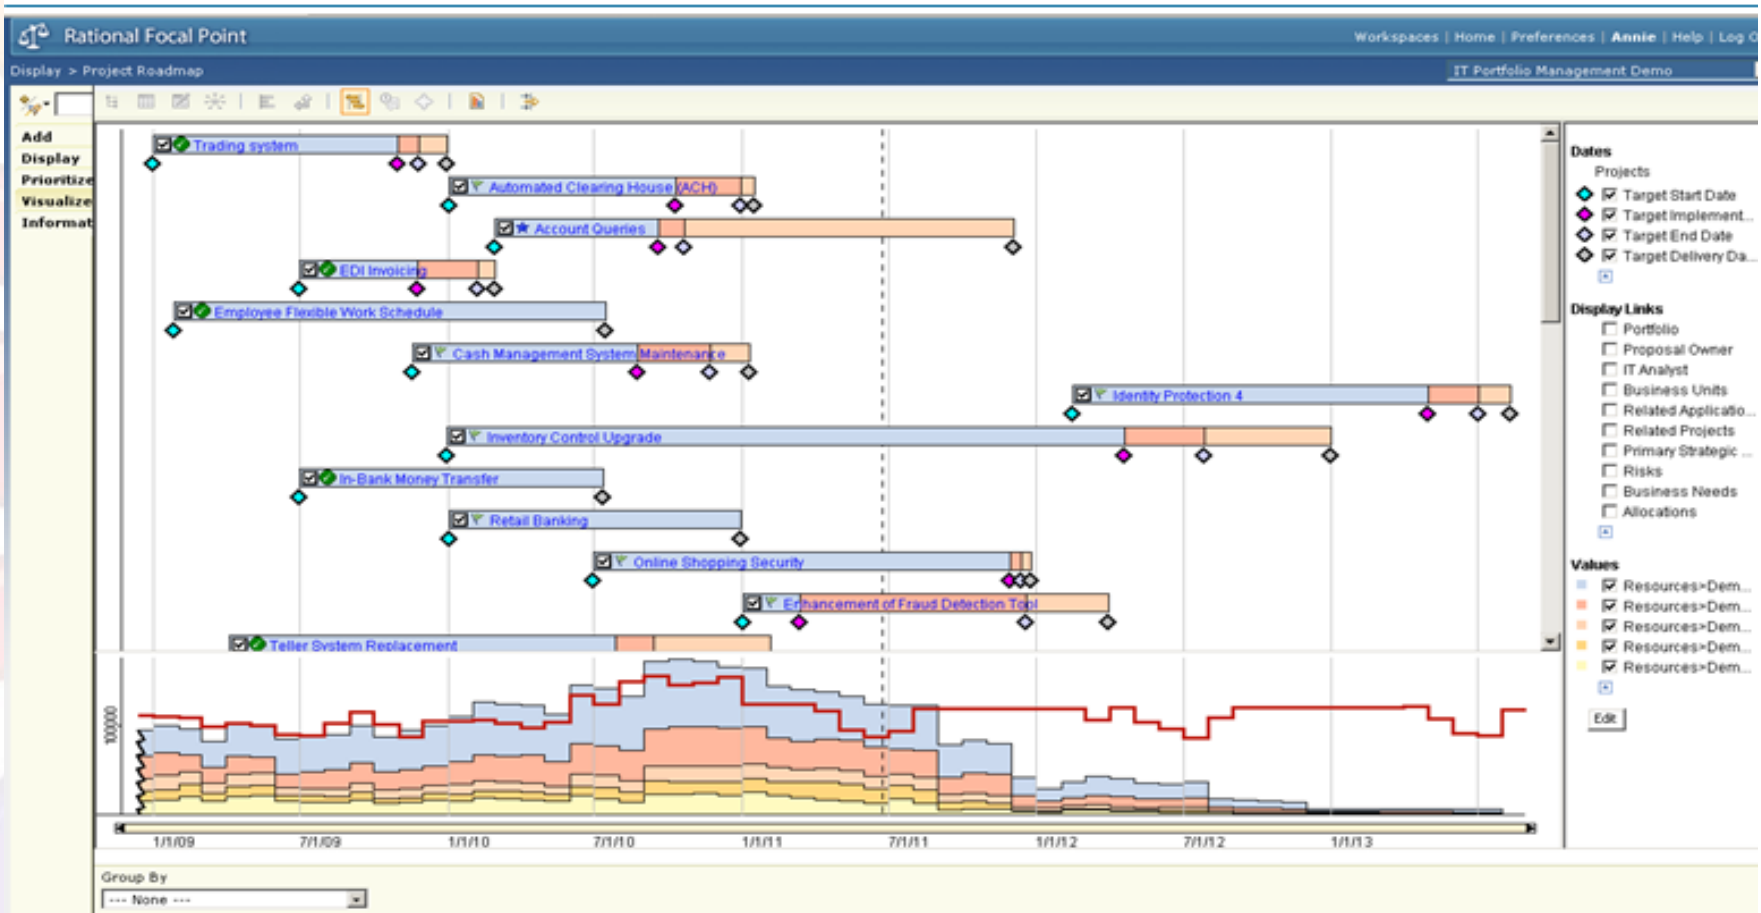 Rational Focal Point
Workspaces | Home | Preferences | Annie | Help | Log O
Display > Project Roadmap
IT Portfolio Management Demo
Add
Display
Prioritize
Visualize
Informat
Trading system
Automated Clearing House (ACH)
Account Queries
EDI Invoicing
Employee Flexible Work Schedule
Cash Management System Maintenance
Identity Protection 4
Inventory Control Upgrade
In-Bank Money Transfer
Retail Banking
Online Shopping Security
Enhancement of Fraud Detection Tool
Teller System Replacement
100000
1/1/09 7/1/09 1/1/10 7/1/10 1/1/11 7/1/11 1/1/12 7/1/12 1/1/13
Dates
Projects
Target Start Date
Target Implement...
Target End Date
Target Delivery Da...
Display Links
Portfolio
Proposal Owner
IT Analyst
Business Units
Related Applicatio...
Related Projects
Primary Strategic ...
Risks
Business Needs
Allocations
Values
Resources>Dem...
Resources>Dem...
Resources>Dem...
Resources>Dem...
Resources>Dem...
Edit
Group By
--- None ---